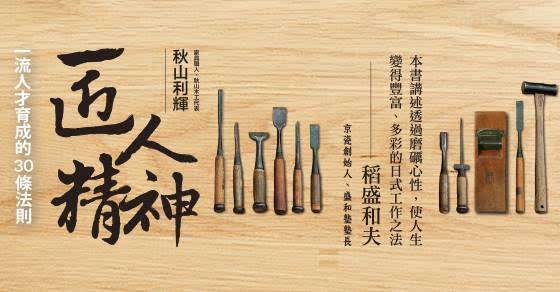 本書講述透過磨礪心性，使人生
變得豐富、多彩的日式工作之法
稻盛和夫
京瓷創始人、盛和塾塾長
家具職人、秋山木工代表
秋山利輝
匠人
精神
一流人才育成的30條法則